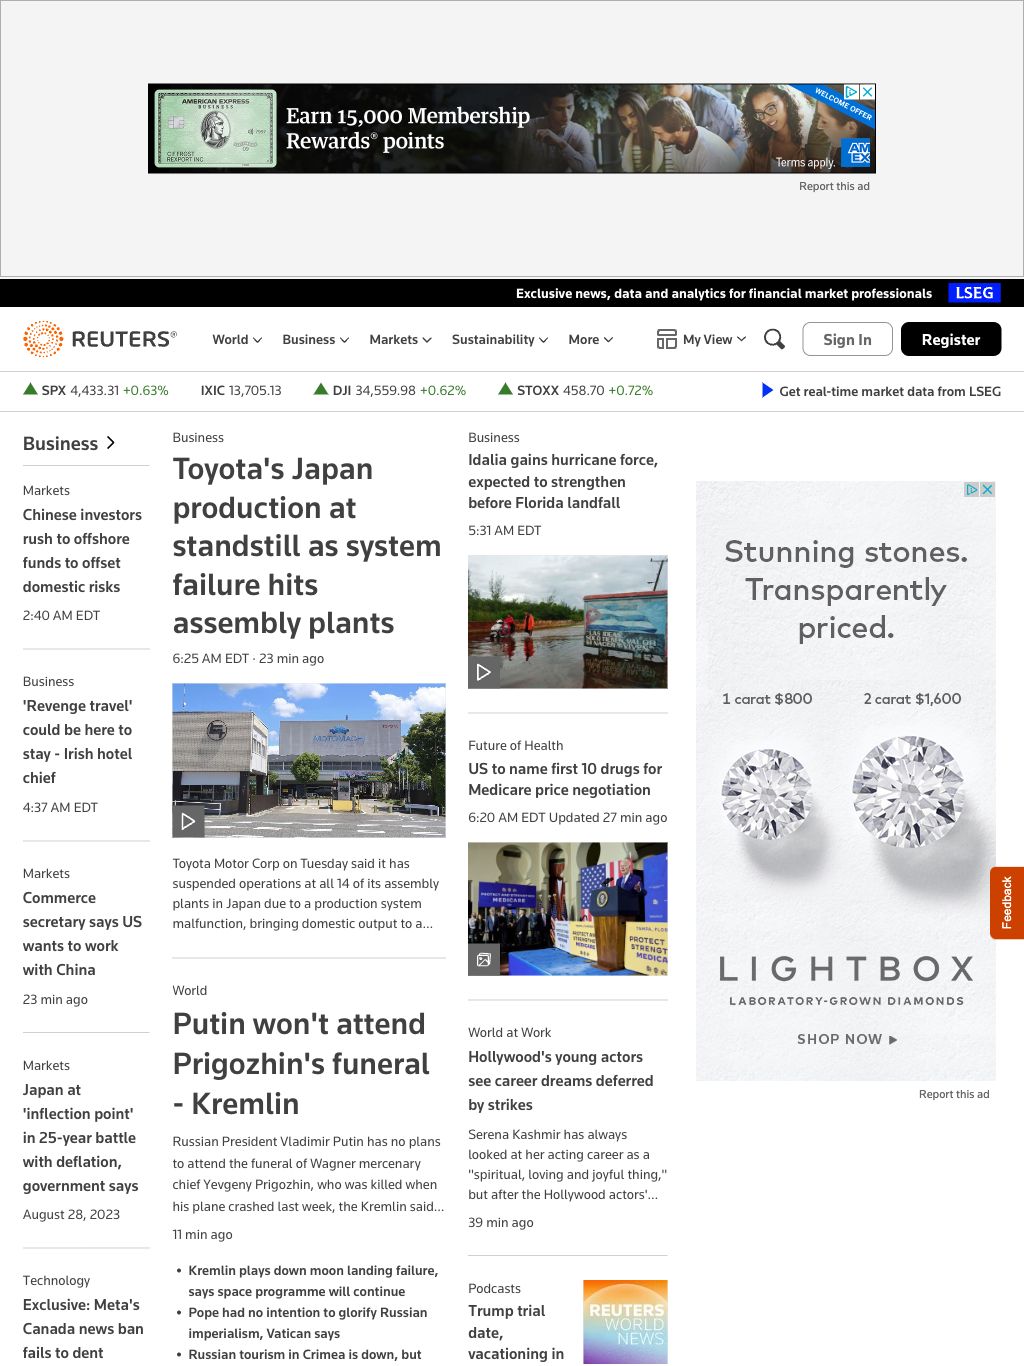 AMERICAN EXPRESS
BUSINESS
C F FROST
REXPORT INC
Earn 15,000 Membership
Rewards® points
WELCOME OFFER
Terms apply.
AM
EX
Report this ad
Exclusive news, data and analytics for financial market professionals
LSEG
REUTERS®
World
Business
Markets
Sustainability
More
My View
Sign In
Register
SPX 4,433.31 +0.63%
IXIC 13,705.13
DJI 34,559.98 +0.62%
STOXX 458.70 +0.72%
Get real-time market data from LSEG
Business
Markets
Chinese investors
rush to offshore
funds to offset
domestic risks
2:40 AM EDT
Business
'Revenge travel'
could be here to
stay - Irish hotel
chief
4:37 AM EDT
Markets
Commerce
secretary says US
wants to work
with China
23 min ago
Markets
Japan at
'inflection point'
in 25-year battle
with deflation,
government says
August 28, 2023
Technology
Exclusive: Meta's
Canada news ban
fails to dent
Business
Toyota's Japan
production at
standstill as system
failure hits
assembly plants
6:25 AM EDT · 23 min ago
Toyota Motor Corp on Tuesday said it has
suspended operations at all 14 of its assembly
plants in Japan due to a production system
malfunction, bringing domestic output to a...
World
Putin won't attend
Prigozhin's funeral
- Kremlin
Russian President Vladimir Putin has no plans
to attend the funeral of Wagner mercenary
chief Yevgeny Prigozhin, who was killed when
his plane crashed last week, the Kremlin said...
11 min ago
• Kremlin plays down moon landing failure,
says space programme will continue
• Pope had no intention to glorify Russian
imperialism, Vatican says
• Russian tourism in Crimea is down, but
Business
Idalia gains hurricane force,
expected to strengthen
before Florida landfall
5:31 AM EDT
Future of Health
US to name first 10 drugs for
Medicare price negotiation
6:20 AM EDT Updated 27 min ago
PROTECT AND STRENGTHEN
MEDICARE
World at Work
Hollywood's young actors
see career dreams deferred
by strikes
Serena Kashmir has always
looked at her acting career as a
"spiritual, loving and joyful thing,"
but after the Hollywood actors'...
39 min ago
Podcasts
Trump trial
date,
vacationing in
REUTERS
WORLD
NEWS
Stunning stones.
Transparently
priced.
1 carat $800
2 carat $1,600
LIGHTBOX
LABORATORY-GROWN DIAMONDS
SHOP NOW
Report this ad
Feedback